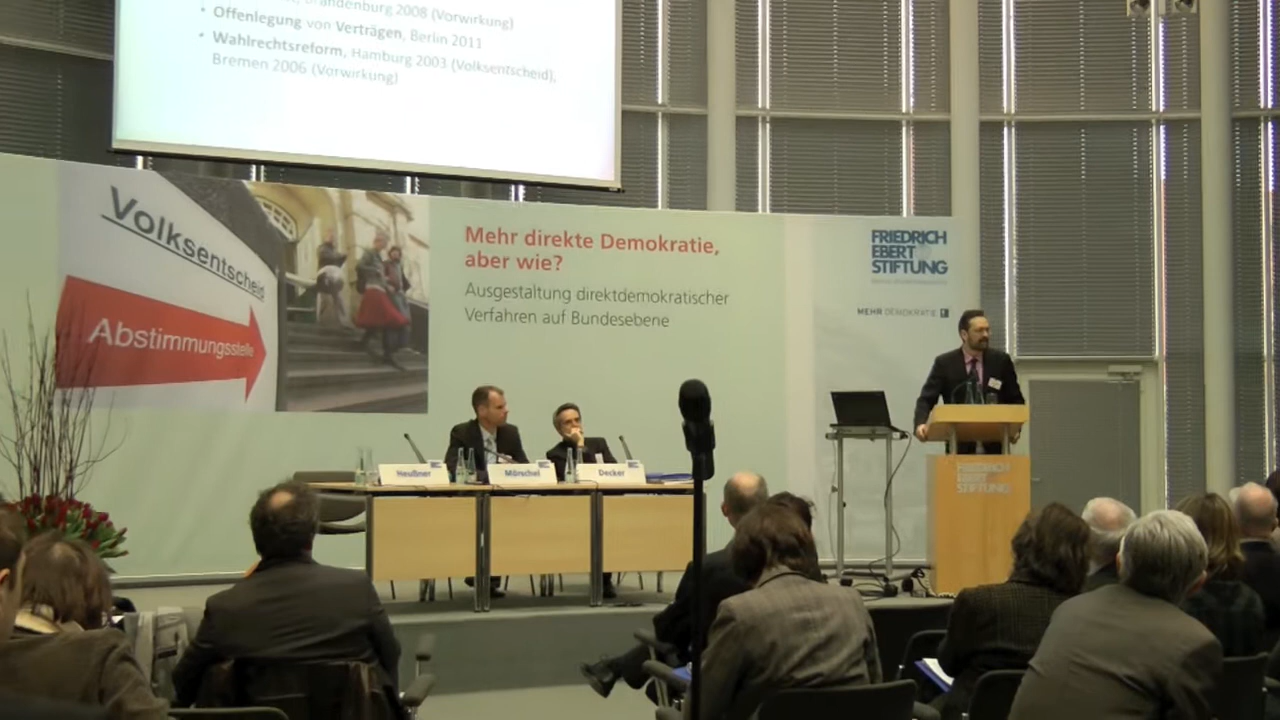 Brandenburg 2008 (Vorwirkung)
• Offenlegung von Verträgen, Berlin 2011
• Wahlrechtsreform, Hamburg 2003 (Volksentscheid),
Bremen 2006 (Vorwirkung)
Volksentscheid
Abstimmungsstelle
Mehr direkte Demokratie,
aber wie?
Ausgestaltung direktdemokratischer
Verfahren auf Bundesebene
FRIEDRICH
EBERT
STIFTUNG
MEHR DEMOKRATIE
Heußner
Mörschel
Decker
FRIEDRICH
EBERT
STIFTUNG